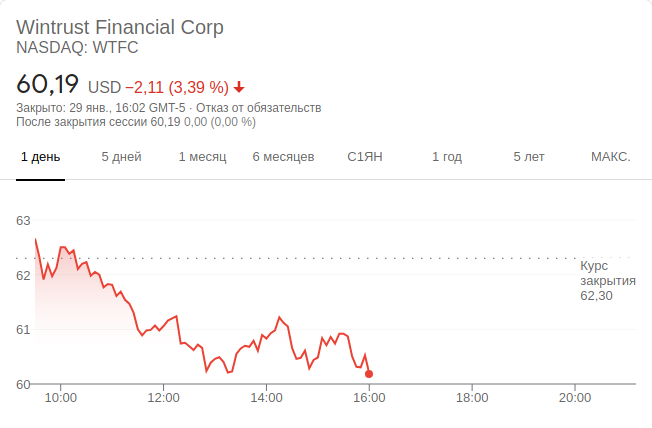 Wintrust Financial Corp
NASDAQ: WTFC
60,19 USD −2,11 (3,39 %)
Закрыто: 29 янв., 16:02 GMT-5 · Отказ от обязательств
После закрытия сессии 60,19 0,00 (0,00 %)
1 день 5 дней 1 месяц 6 месяцев С1ЯН 1 год 5 лет МАКС.
63
62
61
60
Курс
закрытия
62,30
10:00 12:00 14:00 16:00 18:00 20:00